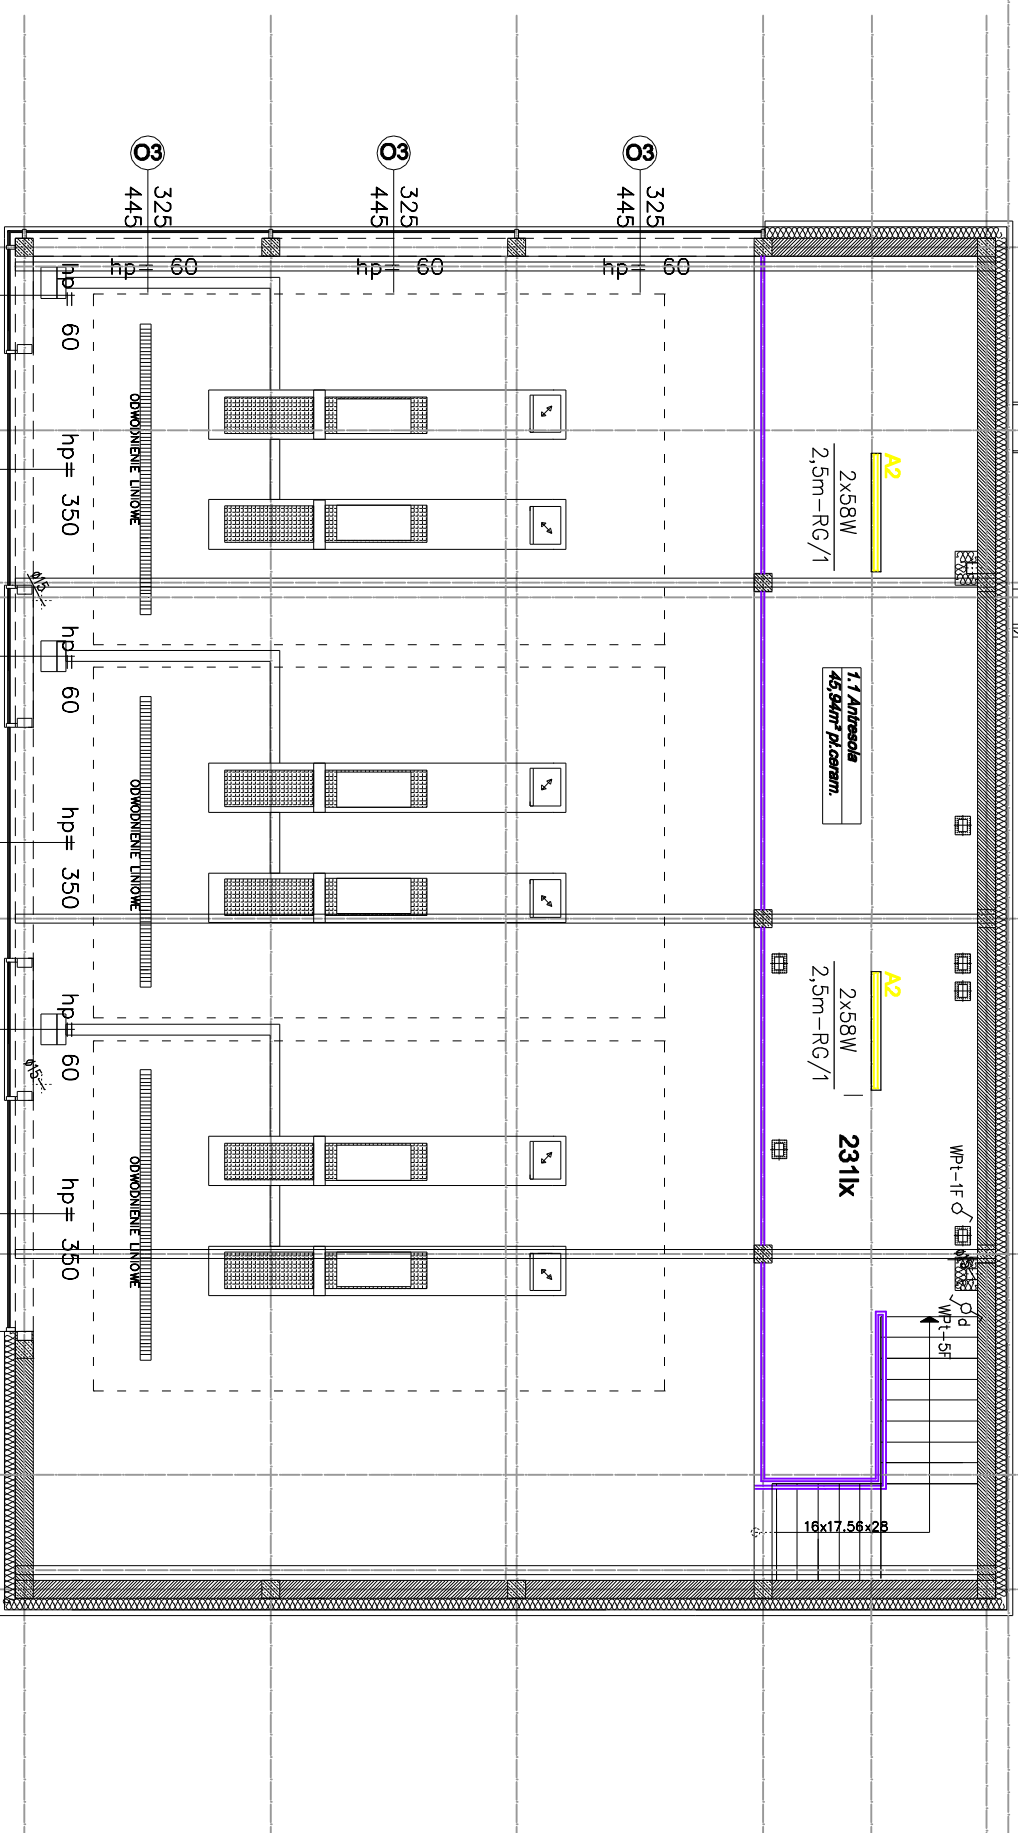 O3
325
445
O3
325
445
O3
325
445
hp= 60
hp= 60
hp= 60
hp= 60
hp= 350
hp= 60
hp= 350
hp= 60
hp= 350
ø15
ø15
ODWODNIENIE LINIOWE
ODWODNIENIE LINIOWE
ODWODNIENIE LINIOWE
A2
2x58W
2,5m-RG/1
1.1 Antresola
45,94m² pł.ceram.
A2
2x58W
2,5m-RG/1
231lx
WPt-1F
ø15
d
WPt-5F
16x17.56x28